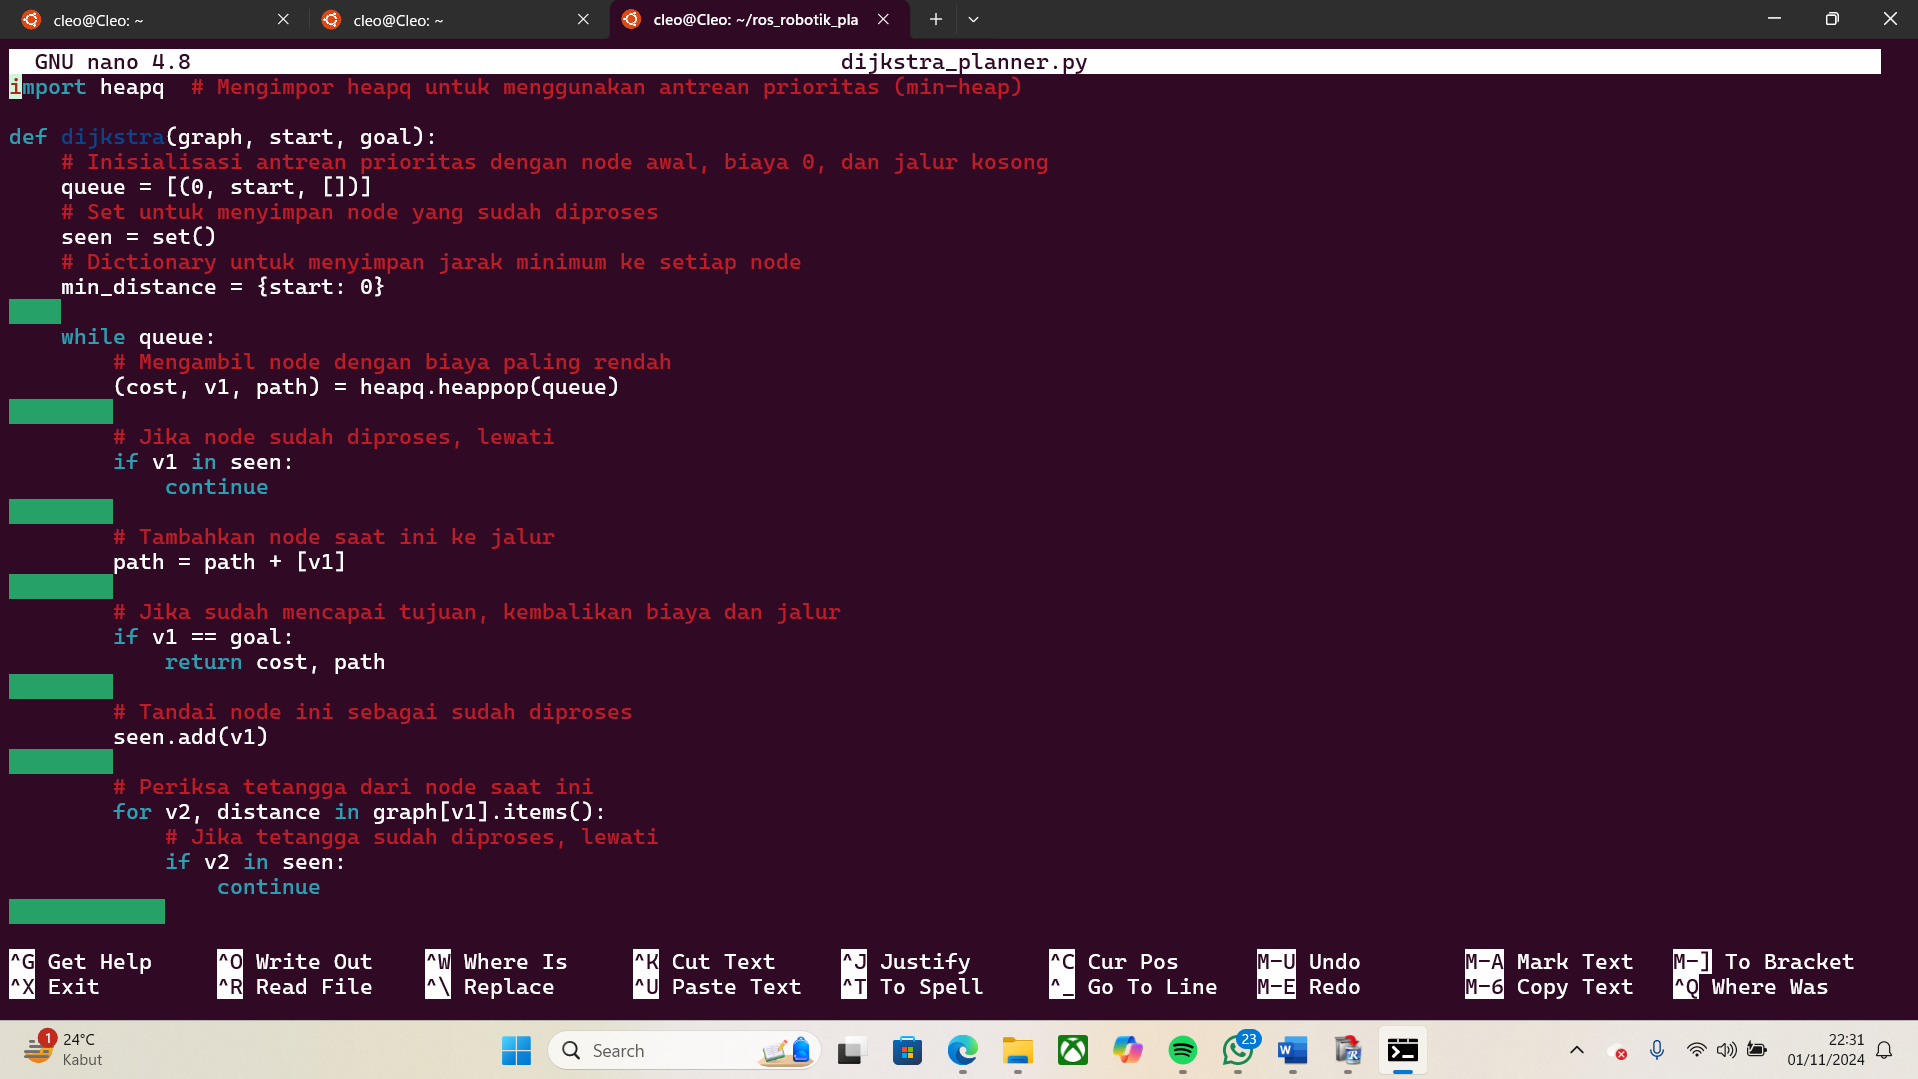 cleo@Cleo: ~
cleo@Cleo: ~
cleo@Cleo: ~/ros_robotik_pla
GNU nano 4.8 dijkstra_planner.py
import heapq  # Mengimpor heapq untuk menggunakan antrean prioritas (min-heap)
def dijkstra(graph, start, goal):
    # Inisialisasi antrean prioritas dengan node awal, biaya 0, dan jalur kosong
    queue = [(0, start, [])]
    # Set untuk menyimpan node yang sudah diproses
    seen = set()
    # Dictionary untuk menyimpan jarak minimum ke setiap node
    min_distance = {start: 0}
    while queue:
        # Mengambil node dengan biaya paling rendah
        (cost, v1, path) = heapq.heappop(queue)
        # Jika node sudah diproses, lewati
        if v1 in seen:
            continue
        # Tambahkan node saat ini ke jalur
        path = path + [v1]
        # Jika sudah mencapai tujuan, kembalikan biaya dan jalur
        if v1 == goal:
            return cost, path
        # Tandai node ini sebagai sudah diproses
        seen.add(v1)
        # Periksa tetangga dari node saat ini
        for v2, distance in graph[v1].items():
            # Jika tetangga sudah diproses, lewati
            if v2 in seen:
                continue
^G Get Help ^O Write Out ^W Where Is ^K Cut Text ^J Justify ^C Cur Pos M-U Undo M-A Mark Text M-] To Bracket
^X Exit ^R Read File ^\ Replace ^U Paste Text ^T To Spell ^_ Go To Line M-E Redo M-6 Copy Text ^Q Where Was
1
24°C
Kabut
Search
23
22:31
01/11/2024